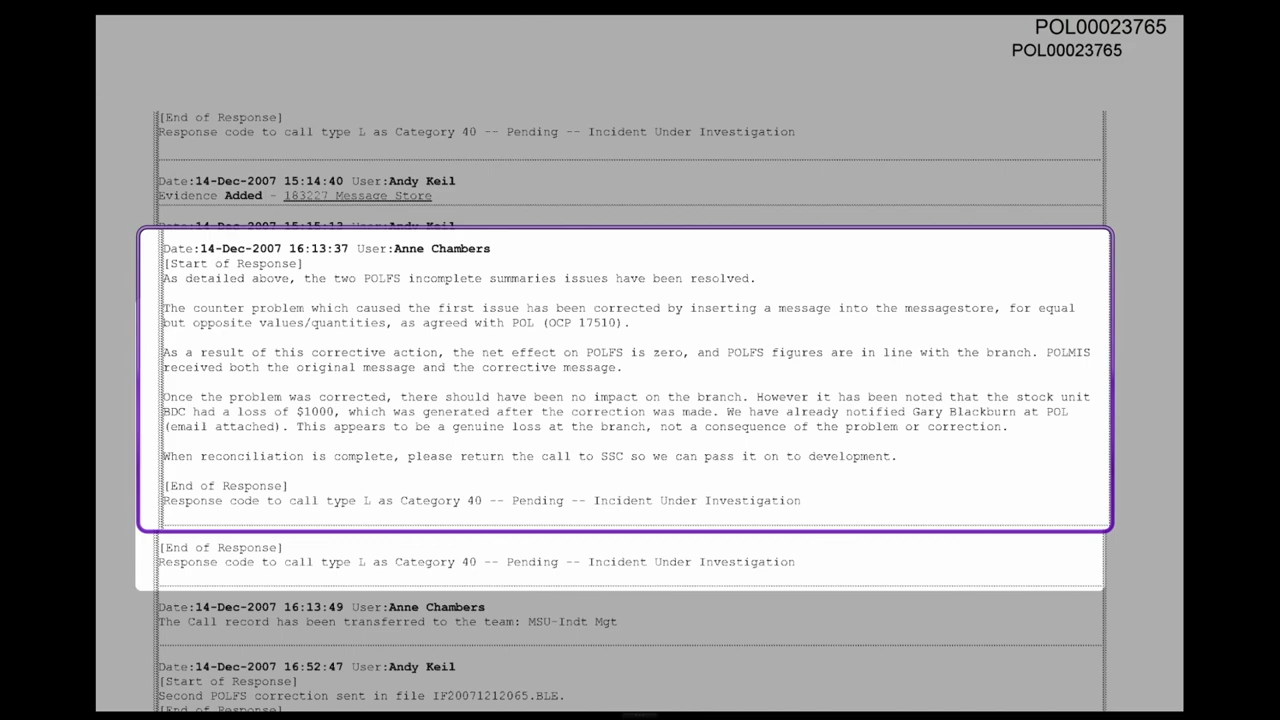 POL00023765
POL00023765
[End of Response]
Response code to call type L as Category 40 -- Pending -- Incident Under Investigation
Date:14-Dec-2007 15:14:40 User:Andy Keil
Evidence Added - 183227 Message Store
Date:14-Dec-2007 15:15:13 User:Andy Keil
Date:14-Dec-2007 16:13:37 User:Anne Chambers
[Start of Response]
As detailed above, the two POLFS incomplete summaries issues have been resolved.
The counter problem which caused the first issue has been corrected by inserting a message into the messagestore, for equal
but opposite values/quantities, as agreed with POL (OCP 17510).
As a result of this corrective action, the net effect on POLFS is zero, and POLFS figures are in line with the branch. POLMIS
received both the original message and the corrective message.
Once the problem was corrected, there should have been no impact on the branch. However it has been noted that the stock unit
BDC had a loss of $1000, which was generated after the correction was made. We have already notified Gary Blackburn at POL
(email attached). This appears to be a genuine loss at the branch, not a consequence of the problem or correction.
When reconciliation is complete, please return the call to SSC so we can pass it on to development.
[End of Response]
Response code to call type L as Category 40 -- Pending -- Incident Under Investigation
[End of Response]
Response code to call type L as Category 40 -- Pending -- Incident Under Investigation
Date:14-Dec-2007 16:13:49 User:Anne Chambers
The Call record has been transferred to the team: MSU-Indt Mgt
Date:14-Dec-2007 16:52:47 User:Andy Keil
[Start of Response]
Second POLFS correction sent in file IF20071212065.BLE.
[End of Response]